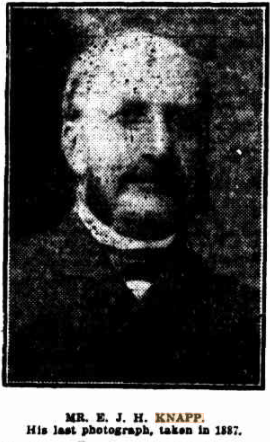 MR. E. J. H. KNAPP.
His last photograph, taken in 1887.